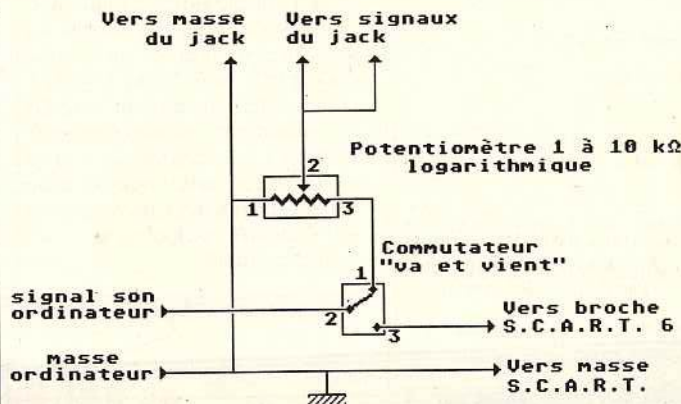 Vers masse
du jack
Vers signaux
du jack
2
Potentiomètre 1 à 10 kΩ
logarithmique
1
3
Commutateur
"va et vient"
1
signal son
ordinateur
2
3
Vers broche
S.C.A.R.T. 6
masse
ordinateur
Vers masse
S.C.A.R.T.